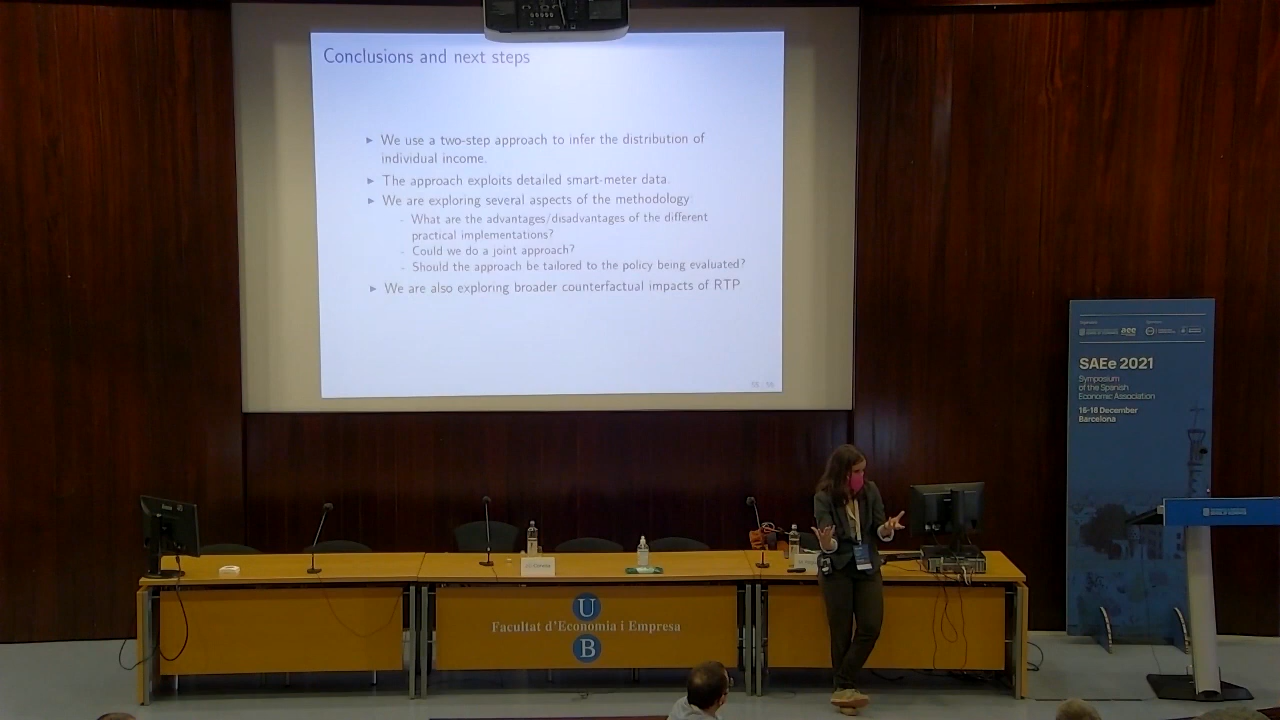 Conclusions and next steps
We use a two-step approach to infer the distribution of
individual income.
The approach exploits detailed smart-meter data.
We are exploring several aspects of the methodology
- What are the advantages/disadvantages of the different
practical implementations?
- Could we do a joint approach?
- Should the approach be tailored to the policy being evaluated?
We are also exploring broader counterfactual impacts of RTP
aee
SAEe 2021
Symposium
of the Spanish
Economic Association
16-18 December
Barcelona
U
Facultat d'Economia i Empresa
B